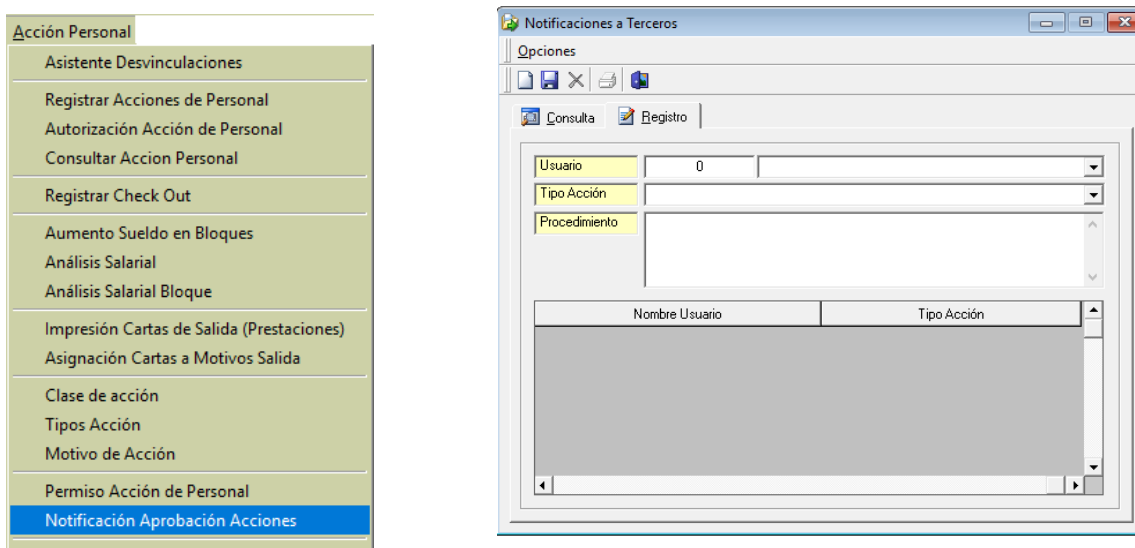 Acción Personal
Asistente Desvinculaciones
Registrar Acciones de Personal
Autorización Acción de Personal
Consultar Accion Personal
Registrar Check Out
Aumento Sueldo en Bloques
Análisis Salarial
Análisis Salarial Bloque
Impresión Cartas de Salida (Prestaciones)
Asignación Cartas a Motivos Salida
Clase de acción
Tipos Acción
Motivo de Acción
Permiso Acción de Personal
Notificación Aprobación Acciones
Notificaciones a Terceros
Opciones
Consulta Registro
Usuario 0
Tipo Acción
Procedimiento
Nombre Usuario Tipo Acción